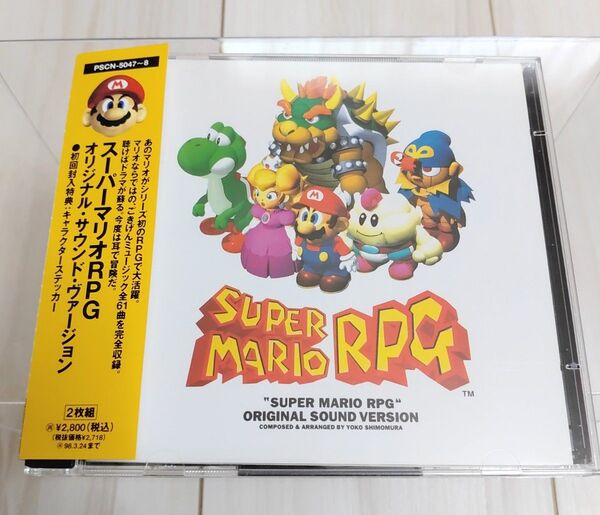 PSCN-5047~8
スーパーマリオRPG
オリジナル・サウンド・ヴァージョン
●初回封入特典:キャラクターステッカー
あのマリオがシリーズ初のRPGで大活躍。
マリオならではの、ごきげんミュージック全61曲を完全収録。
聴けばドラマが蘇る。今度は耳で冒険だ。
2枚組
¥2,800(税込)
(税抜価格¥2,718)
98.3.24まで
SUPER
MARIO RPG
TM
"SUPER MARIO RPG"
ORIGINAL SOUND VERSION
COMPOSED & ARRANGED BY YOKO SHIMOMURA